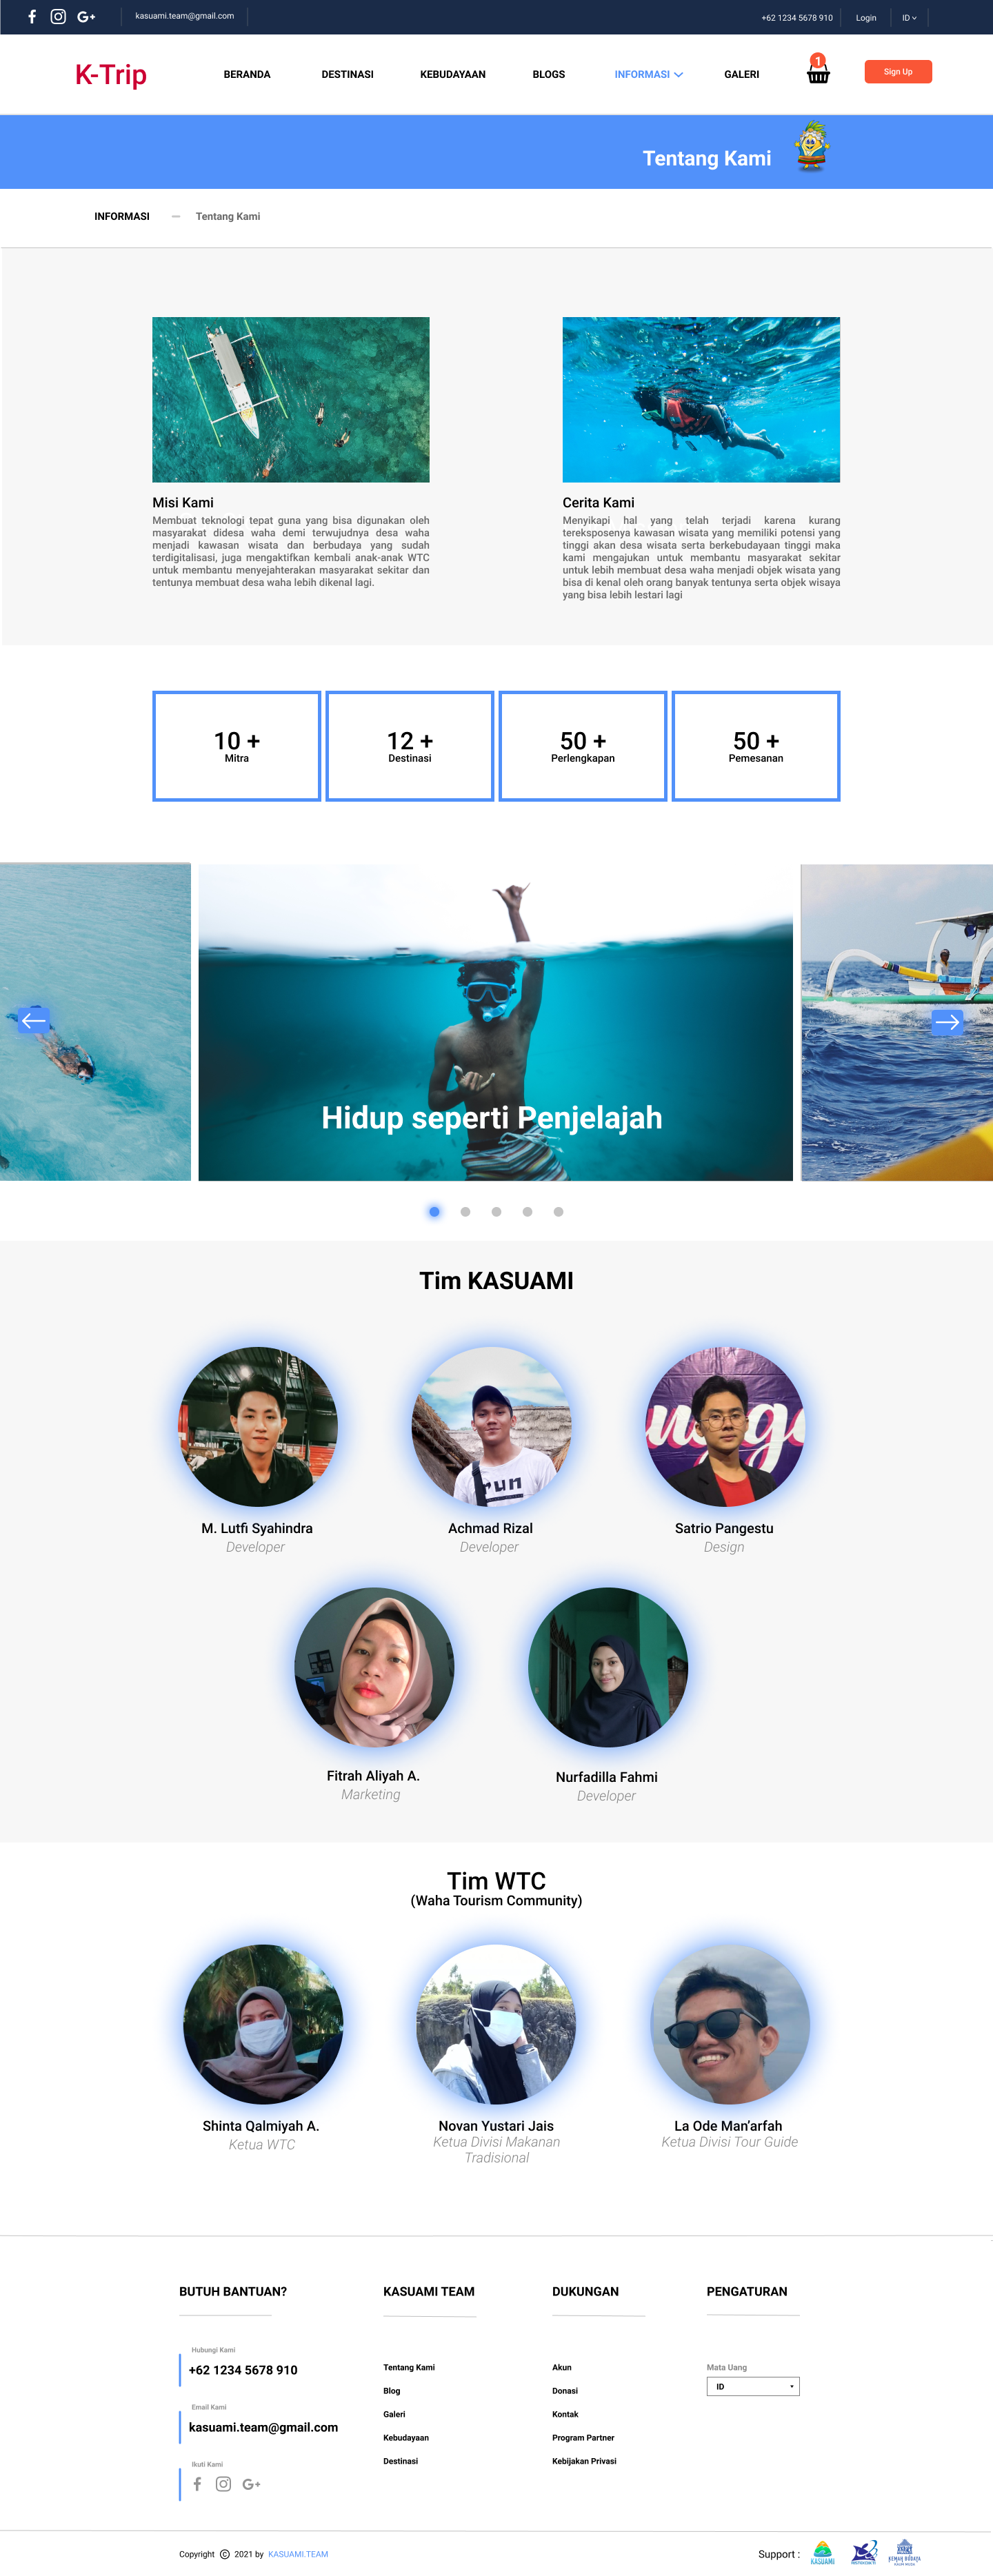 kasuami.team@gmail.com
+62 1234 5678 910
Login
ID
K-Trip
BERANDA
DESTINASI
KEBUDAYAAN
BLOGS
INFORMASI
GALERI
1
Sign Up
Tentang Kami
INFORMASI
Tentang Kami
Misi Kami
Membuat teknologi tepat guna yang bisa digunakan oleh
masyarakat didesa waha demi terwujudnya desa waha
menjadi kawasan wisata dan berbudaya yang sudah
terdigitalisasi, juga mengaktifkan kembali anak-anak WTC
untuk membantu menyejahterakan masyarakat sekitar dan
tentunya membuat desa waha lebih dikenal lagi.
Cerita Kami
Menyikapi hal yang telah terjadi karena kurang
tereksposenya kawasan wisata yang memiliki potensi yang
tinggi akan desa wisata serta berkebudayaan tinggi maka
kami mengajukan untuk membantu masyarakat sekitar
untuk lebih membuat desa waha menjadi objek wisata yang
bisa di kenal oleh orang banyak tentunya serta objek wisaya
yang bisa lebih lestari lagi
10 +
Mitra
12 +
Destinasi
50 +
Perlengkapan
50 +
Pemesanan
Hidup seperti Penjelajah
Tim KASUAMI
run
M. Lutfi Syahindra
Developer
Achmad Rizal
Developer
Satrio Pangestu
Design
Fitrah Aliyah A.
Marketing
Nurfadilla Fahmi
Developer
Tim WTC
(Waha Tourism Community)
Shinta Qalmiyah A.
Ketua WTC
Novan Yustari Jais
Ketua Divisi Makanan
Tradisional
La Ode Man’arfah
Ketua Divisi Tour Guide
BUTUH BANTUAN?
Hubungi Kami
+62 1234 5678 910
Email Kami
kasuami.team@gmail.com
Ikuti Kami
G+
KASUAMI TEAM
Tentang Kami
Blog
Galeri
Kebudayaan
Destinasi
DUKUNGAN
Akun
Donasi
Kontak
Program Partner
Kebijakan Privasi
PENGATURAN
Mata Uang
ID
Copyright © 2021 by KASUAMI.TEAM
Support :
KASUAMI